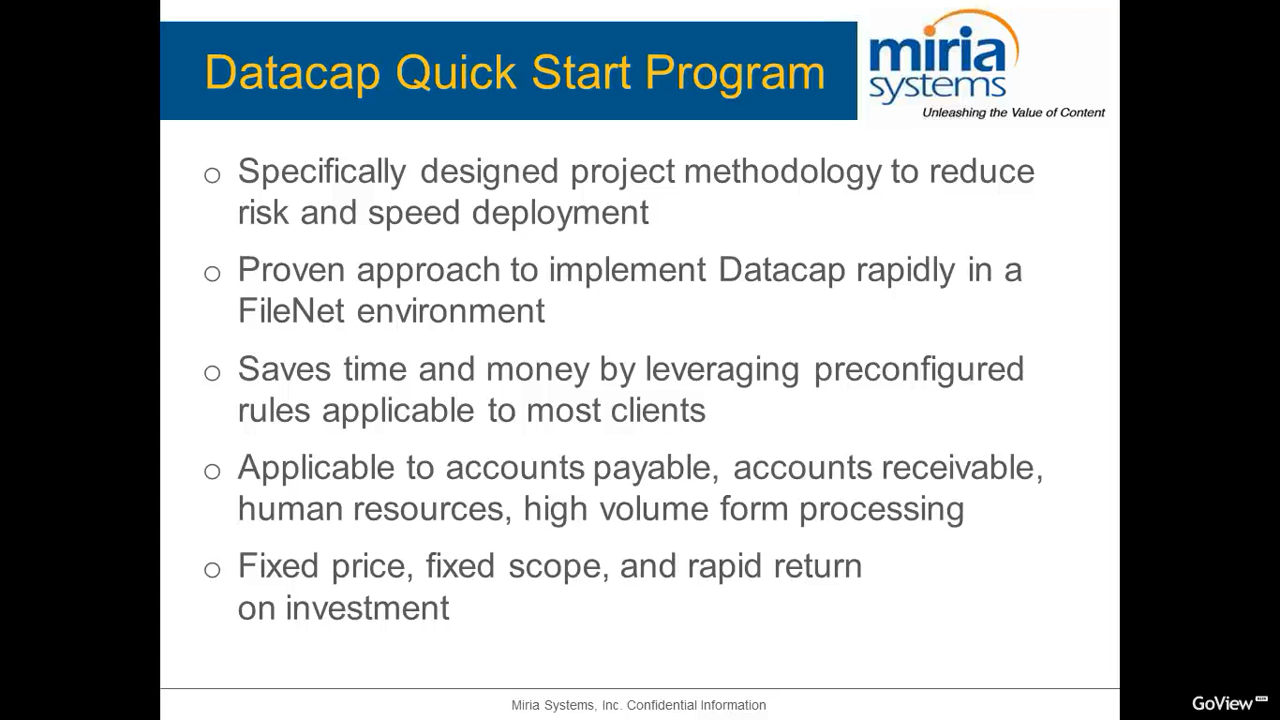 Datacap Quick Start Program
miria
systems
Unleashing the Value of Content
Specifically designed project methodology to reduce
risk and speed deployment
Proven approach to implement Datacap rapidly in a
FileNet environment
Saves time and money by leveraging preconfigured
rules applicable to most clients
Applicable to accounts payable, accounts receivable,
human resources, high volume form processing
Fixed price, fixed scope, and rapid return
on investment
Miria Systems, Inc. Confidential Information
GoView